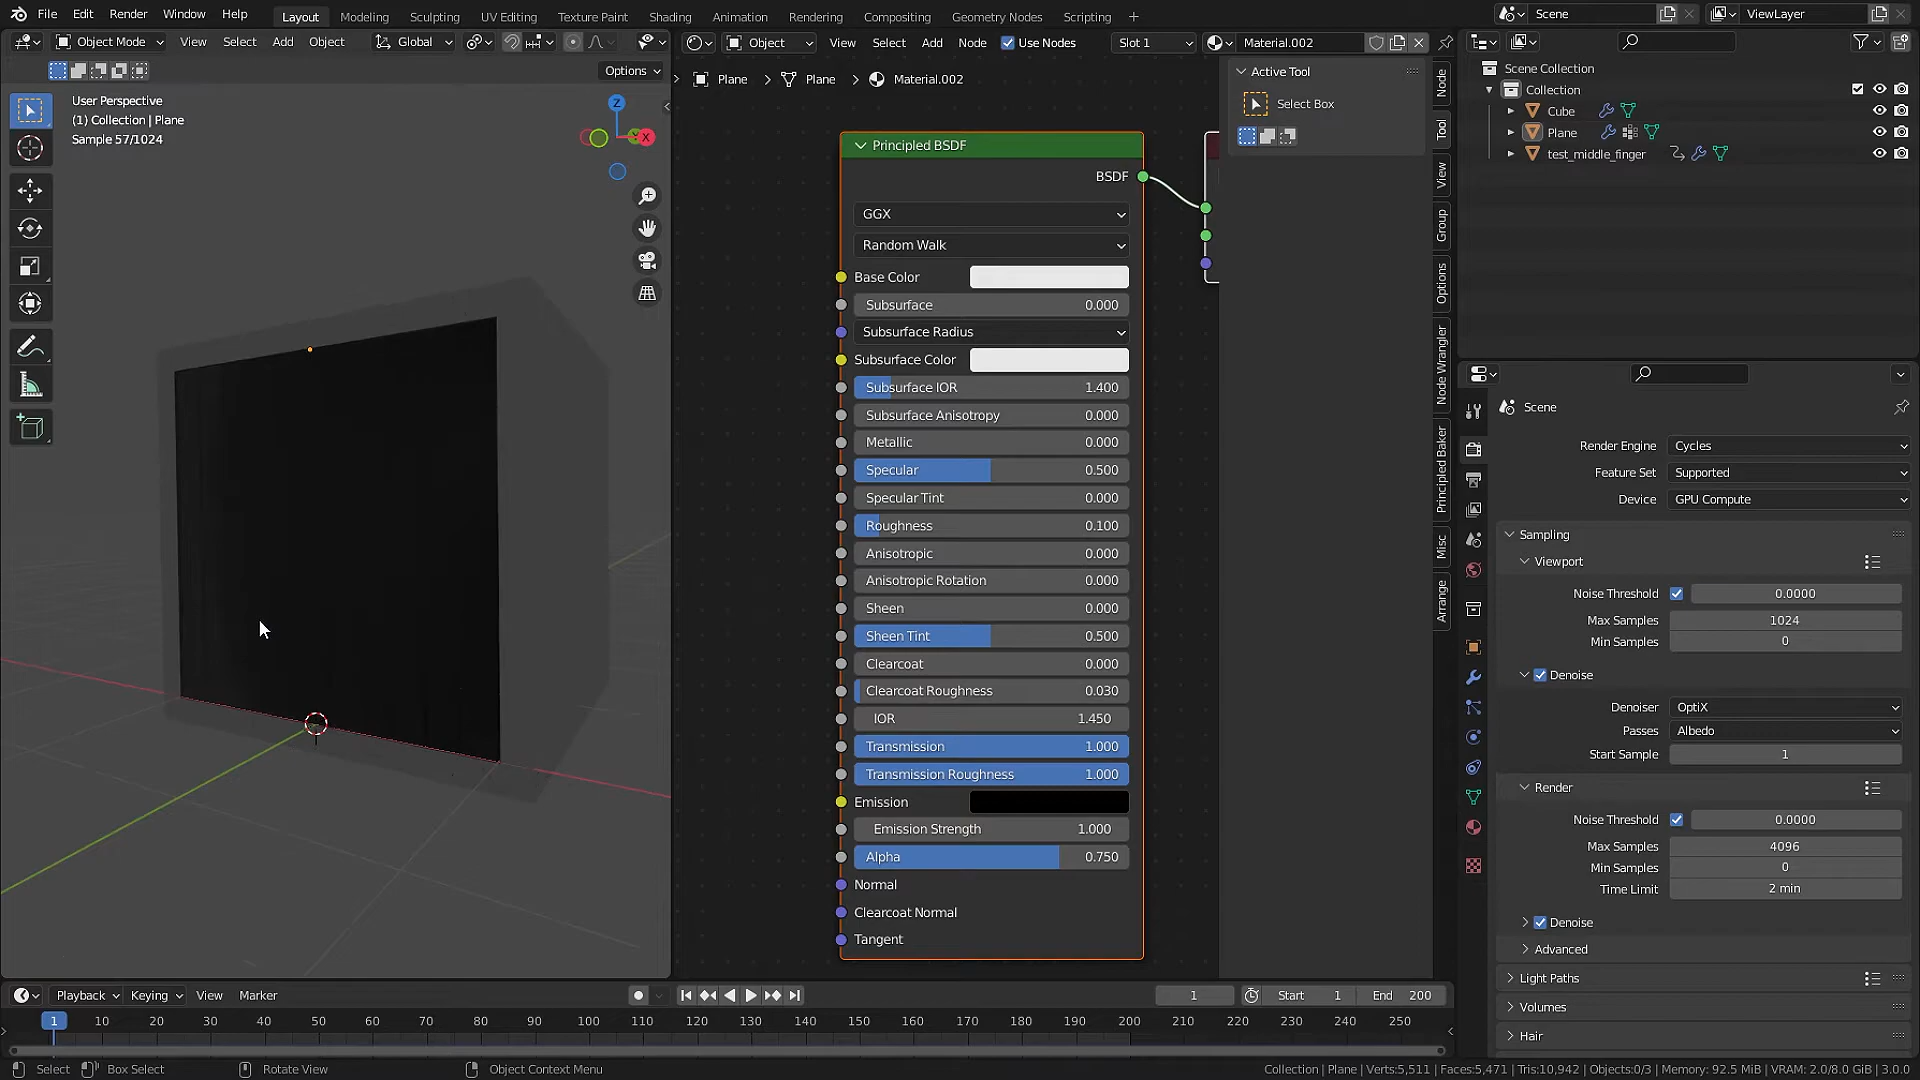 File Edit Render Window Help Layout Modeling Sculpting UV Editing Texture Paint Shading Animation Rendering Compositing Geometry Nodes Scripting + Scene ViewLayer
Object Mode View Select Add Object Global Object View Select Add Node Use Nodes Slot 1 Material.002
Options
Plane Plane Material.002
Active Tool
Select Box
User Perspective
(1) Collection | Plane
Sample 57/1024
Z
X
Principled BSDF
BSDF
GGX
Random Walk
Base Color
Subsurface 0.000
Subsurface Radius
Subsurface Color
Subsurface IOR 1.400
Subsurface Anisotropy 0.000
Metallic 0.000
Specular 0.500
Specular Tint 0.000
Roughness 0.100
Anisotropic 0.000
Anisotropic Rotation 0.000
Sheen 0.000
Sheen Tint 0.500
Clearcoat 0.000
Clearcoat Roughness 0.030
IOR 1.450
Transmission 1.000
Transmission Roughness 1.000
Emission
Emission Strength 1.000
Alpha 0.750
Normal
Clearcoat Normal
Tangent
Node
Tool
View
Group
Options
Node Wrangler
Principled Baker
Misc
Arrange
Scene Collection
Collection
Cube
Plane
test_middle_finger
Scene
Render Engine Cycles
Feature Set Supported
Device GPU Compute
Sampling
Viewport
Noise Threshold 0.0000
Max Samples 1024
Min Samples 0
Denoise
Denoiser OptiX
Passes Albedo
Start Sample 1
Render
Noise Threshold 0.0000
Max Samples 4096
Min Samples 0
Time Limit 2 min
Denoise
Advanced
Light Paths
Volumes
Hair
Playback Keying View Marker 1 Start 1 End 200
1 10 20 30 40 50 60 70 80 90 100 110 120 130 140 150 160 170 180 190 200 210 220 230 240 250
Select Box Select Rotate View Object Context Menu Collection | Plane | Verts:5,511 | Faces:5,471 | Tris:10,942 | Objects:0/3 | Memory: 92.5 MiB | VRAM: 2.0/8.0 GiB | 3.0.0